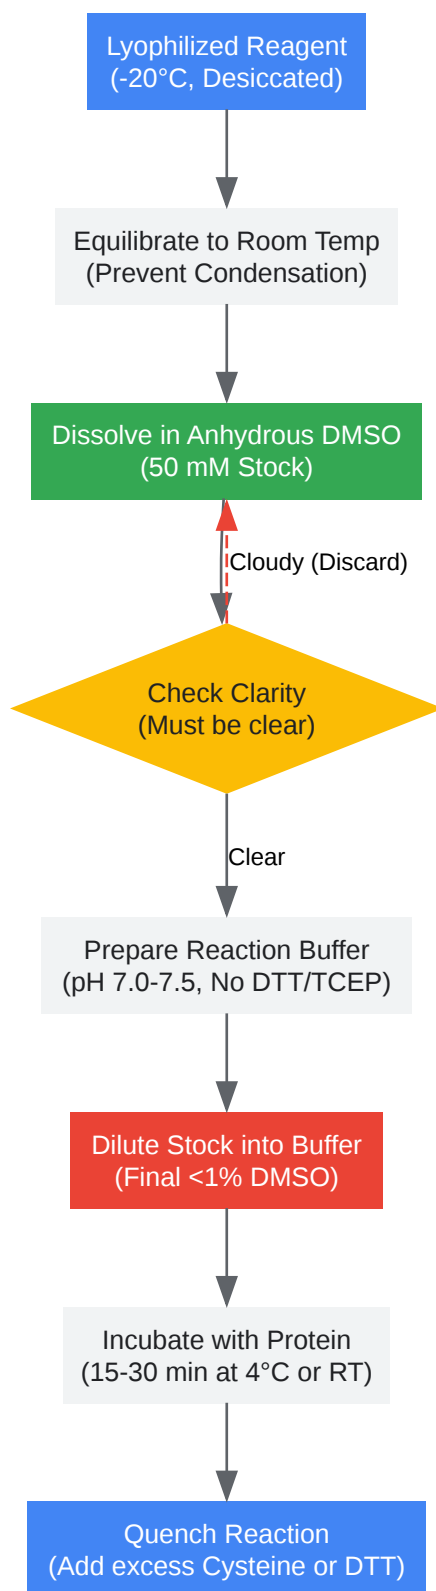 Lyophilized Reagent
(-20°C, Desiccated)
Equilibrate to Room Temp
(Prevent Condensation)
Dissolve in Anhydrous DMSO
(50 mM Stock)
Cloudy (Discard)
Check Clarity
(Must be clear)
Clear
Prepare Reaction Buffer
(pH 7.0-7.5, No DTT/TCEP)
Dilute Stock into Buffer
(Final <1% DMSO)
Incubate with Protein
(15-30 min at 4°C or RT)
Quench Reaction
(Add excess Cysteine or DTT)